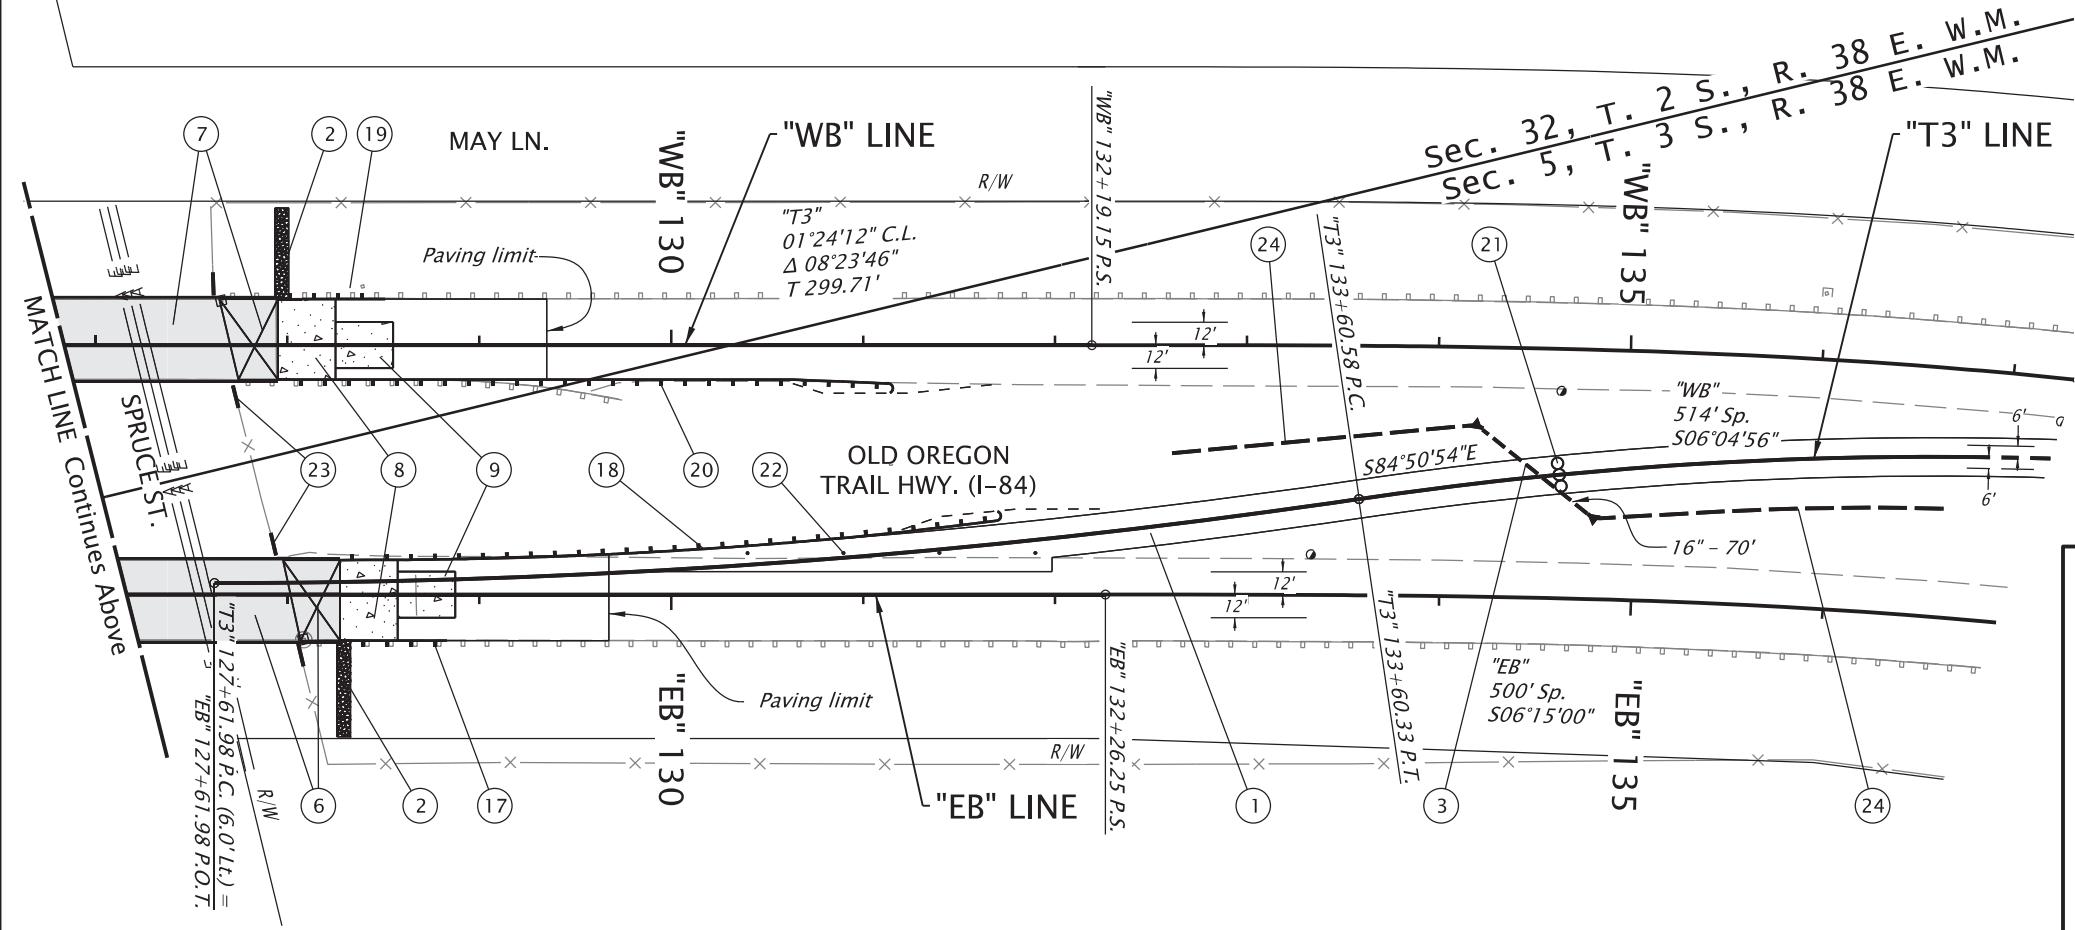 Sec. 32, T. 2 S., R. 38 E. W.M.
Sec. 5, T. 3 S., R. 38 E. W.M.
7
2
19
MAY LN.
"WB" 130
"WB" LINE
"WB" 132+19.15 P.S.
"T3" LINE
R/W
"WB" 135
"T3"
01°24'12" C.L.
Δ 08°23'46"
T 299.71'
Paving limit
24
21
"T3" 133+60.58 P.C.
12'
12'
MATCH LINE Continues Above
SPRUCE ST.
"WB"
514' Sp.
S06°04'56"
6'
6'
23
8
9
18
20
22
OLD OREGON
TRAIL HWY. (I-84)
S84°50'54"E
16" - 70'
12'
12'
"T3" 127+61.98 P.C. (6.0' Lt.) =
"EB" 127+61.98 P.O.T.
R/W
"EB" 130
Paving limit
"EB" 132+26.25 P.S.
"T3" 133+60.33 P.T.
"EB"
500' Sp.
S06°15'00"
"EB" 135
R/W
6
2
17
"EB" LINE
1
3
24